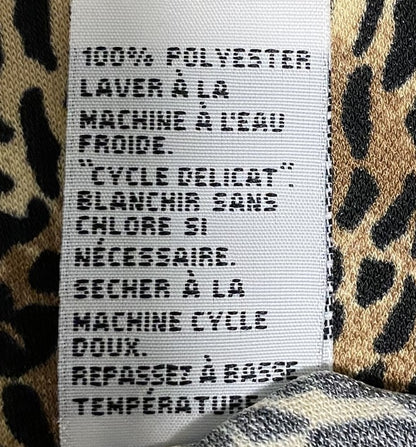 100% POLYESTER
LAVER À LA
MACHINE À L'EAU
FROIDE.
"CYCLE DELICAT".
BLANCHIR SANS
CHLORE SI
NÉCESSAIRE.
SECHER À LA
MACHINE CYCLE
DOUX.
REPASSEZ À BASSE
TEMPÉRATURE